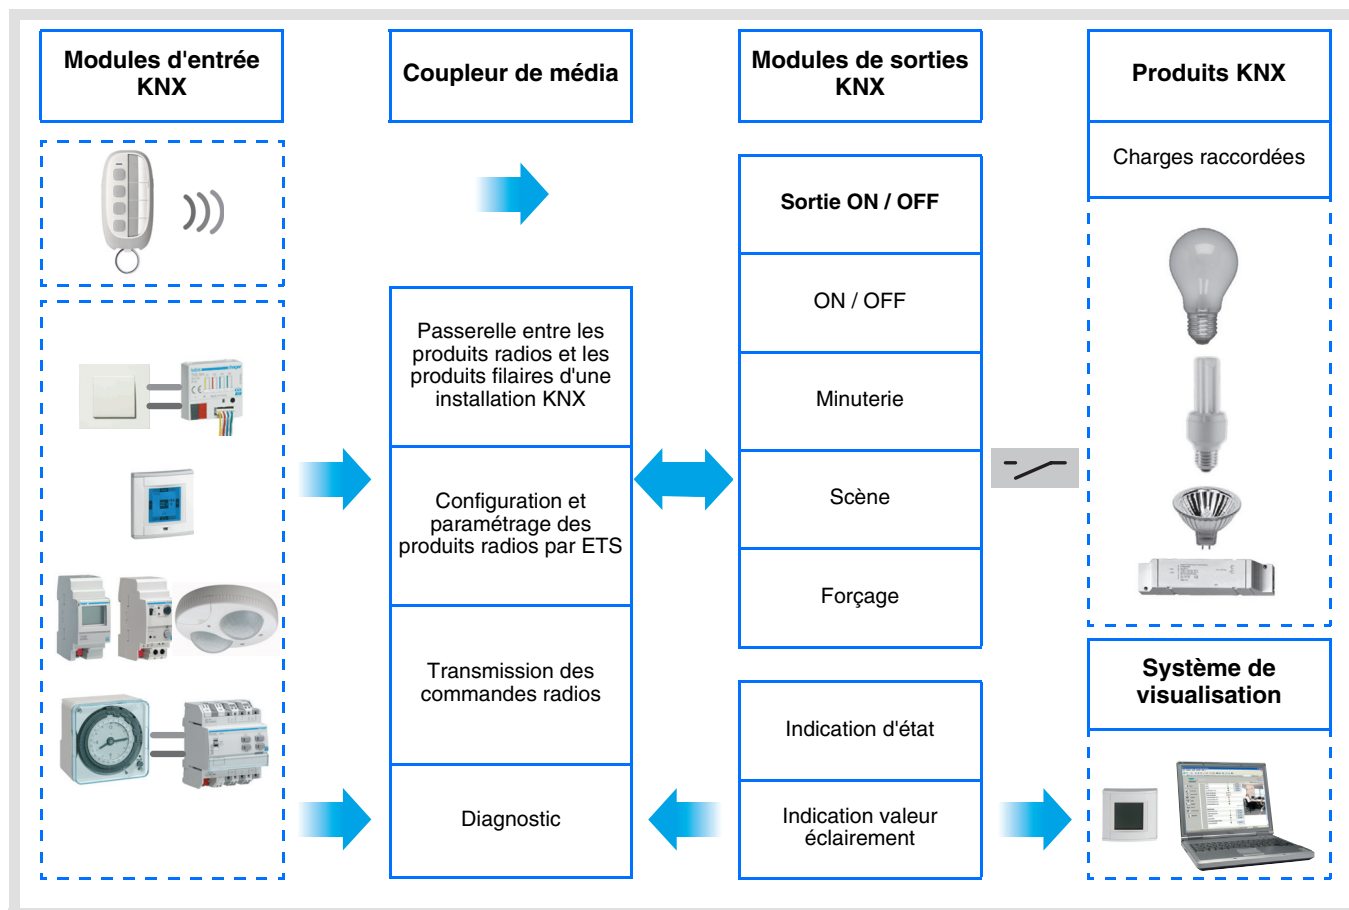 Modules d'entrée
KNX
Coupleur de média
Modules de sorties
KNX
Produits KNX
Charges raccordées
Sortie ON / OFF
ON / OFF
Minuterie
Scène
Forçage
Passerelle entre les
produits radios et les
produits filaires d'une
installation KNX
Configuration et
paramétrage des
produits radios par ETS
Transmission des
commandes radios
Diagnostic
Indication d'état
Indication valeur
éclairement
Système de
visualisation